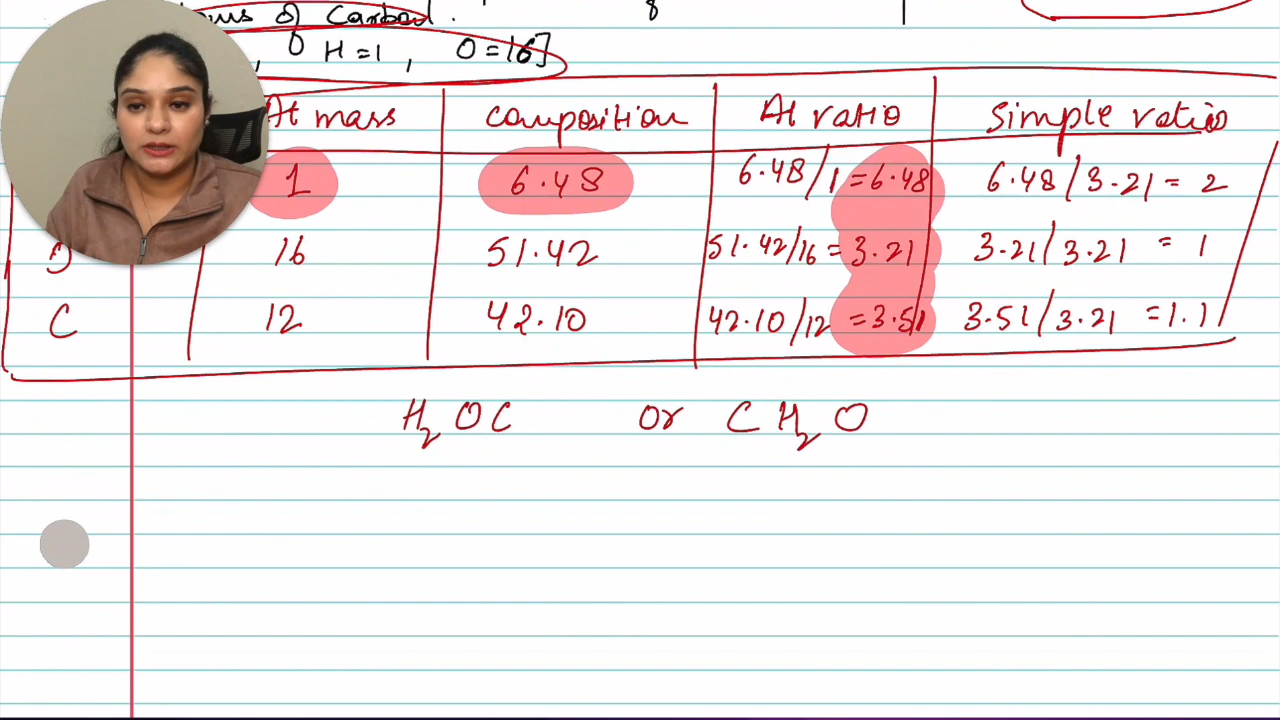 of Carbon. 8
, H=1, O=16]
At mass composition At ratio simple ratio
1 6.48 6.48/1 =6.48 6.48/3.21= 2
O 16 51.42 51.42/16 = 3.21 3.21/3.21 = 1
C 12 42.10 42.10/12 =3.51 3.51/3.21 =1.1
H2OC or CH2O